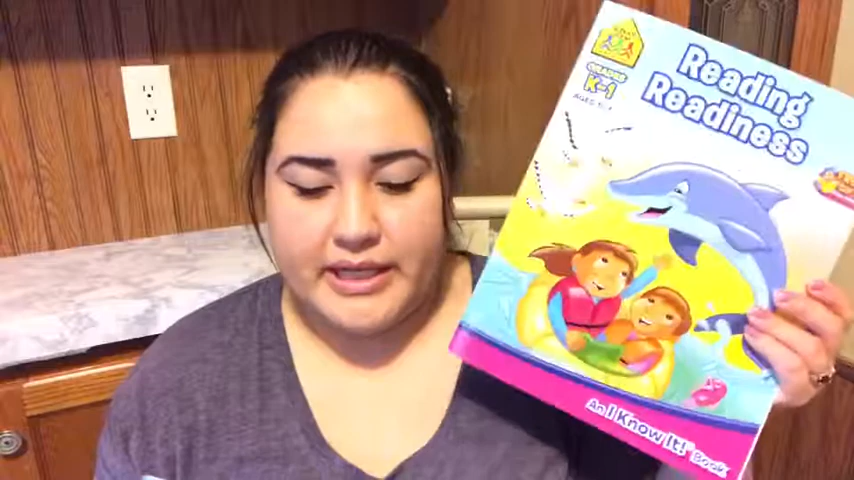 GRADES
K-1
Reading
Readiness
An I Know It! Book